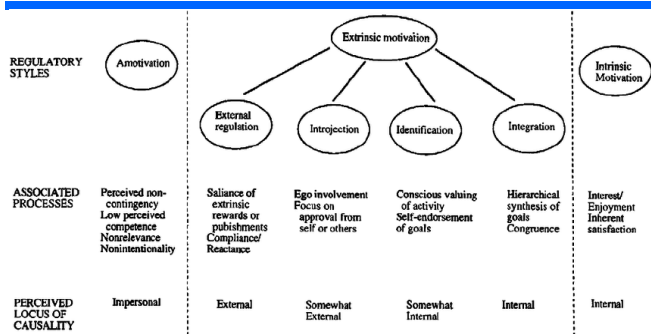 Extrinsic motivation
REGULATORY
STYLES
Amotivation
Intrinsic
Motivation
External
regulation
Introjection
Identification
Integration
ASSOCIATED
PROCESSES
Perceived non-
contingency
Low perceived
competence
Nonrelevance
Nonintentionality
Saliance of
extrinsic
rewards or
punishments
Compliance/
Reactance
Ego involvement
Focus on
approval from
self or others
Conscious valuing
of activity
Self-endorsement
of goals
Hierarchical
synthesis of
goals
Congruence
Interest/
Enjoyment
Inherent
satisfaction
PERCEIVED
LOCUS OF
CAUSALITY
Impersonal
External
Somewhat
External
Somewhat
Internal
Internal
Internal